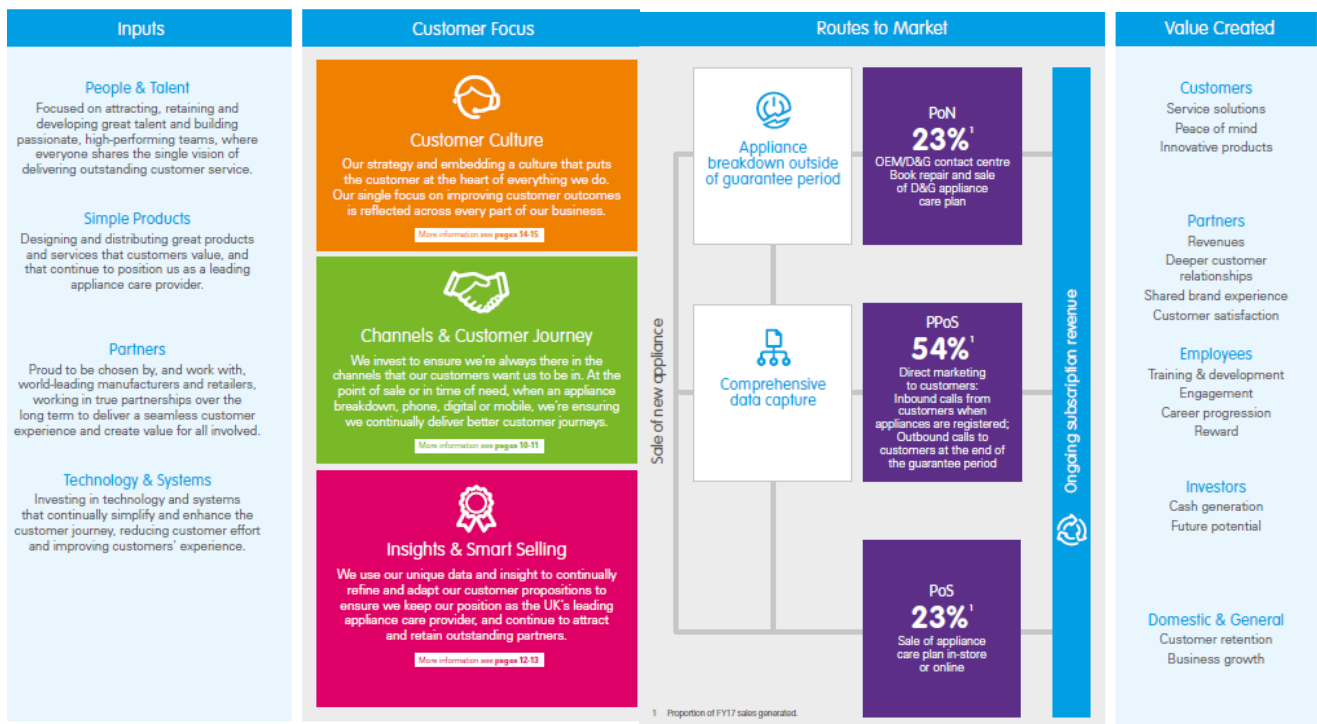 Inputs
People & Talent
Focused on attracting, retaining and
developing great talent and building
passionate, high-performing teams, where
everyone shares the single vision of
delivering outstanding customer service.
Simple Products
Designing and distributing great products
and services that customers value, and
that continue to position us as a leading
appliance care provider.
Partners
Proud to be chosen by, and work with,
world-leading manufacturers and retailers,
working in true partnerships over the
long term to deliver a seamless customer
experience and create value for all involved.
Technology & Systems
Investing in technology and systems
that continually simplify and enhance the
customer journey, reducing customer effort
and improving customers' experience.
Customer Focus
Customer Culture
Our strategy and embedding a culture that puts
the customer at the heart of everything we do.
Our single focus on improving customer outcomes
is reflected across every part of our business.
More information see pages 14-15
Channels & Customer Journey
We invest to ensure we're always there in the
channels that our customers want us to be in. At the
point of sale or in time of need, when an appliance
breakdown, phone, digital or mobile, we're ensuring
we continually deliver better customer journeys.
More information see pages 10-11
Insights & Smart Selling
We use our unique data and insight to continually
refine and adapt our customer propositions to
ensure we keep our position as the UK's leading
appliance care provider, and continue to attract
and retain outstanding partners.
More information see pages 12-13
Routes to Market
Sale of new appliance
Appliance
breakdown outside
of guarantee period
PoN
23%¹
OEM/D&G contact centre
Book repair and sale
of D&G appliance
care plan
Comprehensive
data capture
PPoS
54%¹
Direct marketing
to customers:
Inbound calls from
customers when
appliances are registered;
Outbound calls to
customers at the end of
the guarantee period
PoS
23%¹
Sale of appliance
care plan in-store
or online
Ongoing subscription revenue
1 Proportion of FY17 sales generated.
Value Created
Customers
Service solutions
Peace of mind
Innovative products
Partners
Revenues
Deeper customer
relationships
Shared brand experience
Customer satisfaction
Employees
Training & development
Engagement
Career progression
Reward
Investors
Cash generation
Future potential
Domestic & General
Customer retention
Business growth